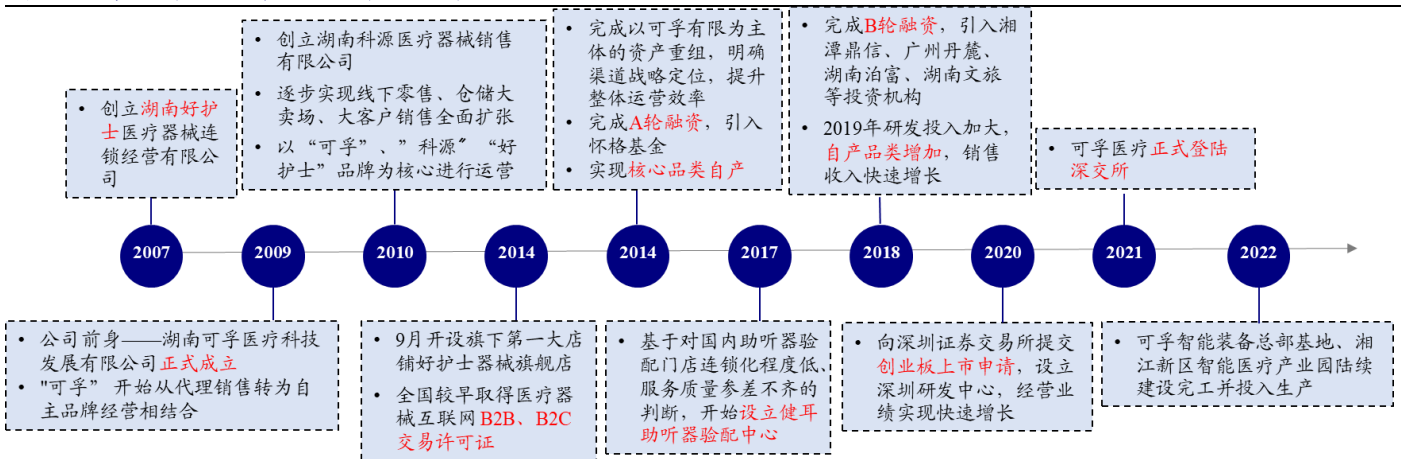 • 创立湖南好护
士医疗器械连
锁经营有限公
司
• 创立湖南科源医疗器械销售
有限公司
• 逐步实现线下零售、仓储大
卖场、大客户销售全面扩张
• 以“可孚”、”科源〞“好
护士”品牌为核心进行运营
• 完成以可孚有限为主
体的资产重组，明确
渠道战略定位，提升
整体运营效率
• 完成A轮融资，引入
怀格基金
• 实现核心品类自产
• 完成B轮融资，引入湘
潭鼎信、广州丹麓、
湖南泊富、湖南文旅
等投资机构
• 2019年研发投入加大，
自产品类增加，销售
收入快速增长
• 可孚医疗正式登陆
深交所
2007
2009
2010
2014
2014
2017
2018
2020
2021
2022
• 公司前身——湖南可孚医疗科技
发展有限公司正式成立
• "可孚” 开始从代理销售转为自
主品牌经营相结合
• 9月开设旗下第一大店
铺好护士器械旗舰店
• 全国较早取得医疗器
械互联网 B2B、B2C
交易许可证
• 基于对国内助听器验
配门店连锁化程度低、
服务质量参差不齐的
判断，开始设立健耳
助听器验配中心
• 向深圳证券交易所提交
创业板上市申请，设立
深圳研发中心，经营业
绩实现快速增长
• 可孚智能装备总部基地、湘
江新区智能医疗产业园陆续
建设完工并投入生产